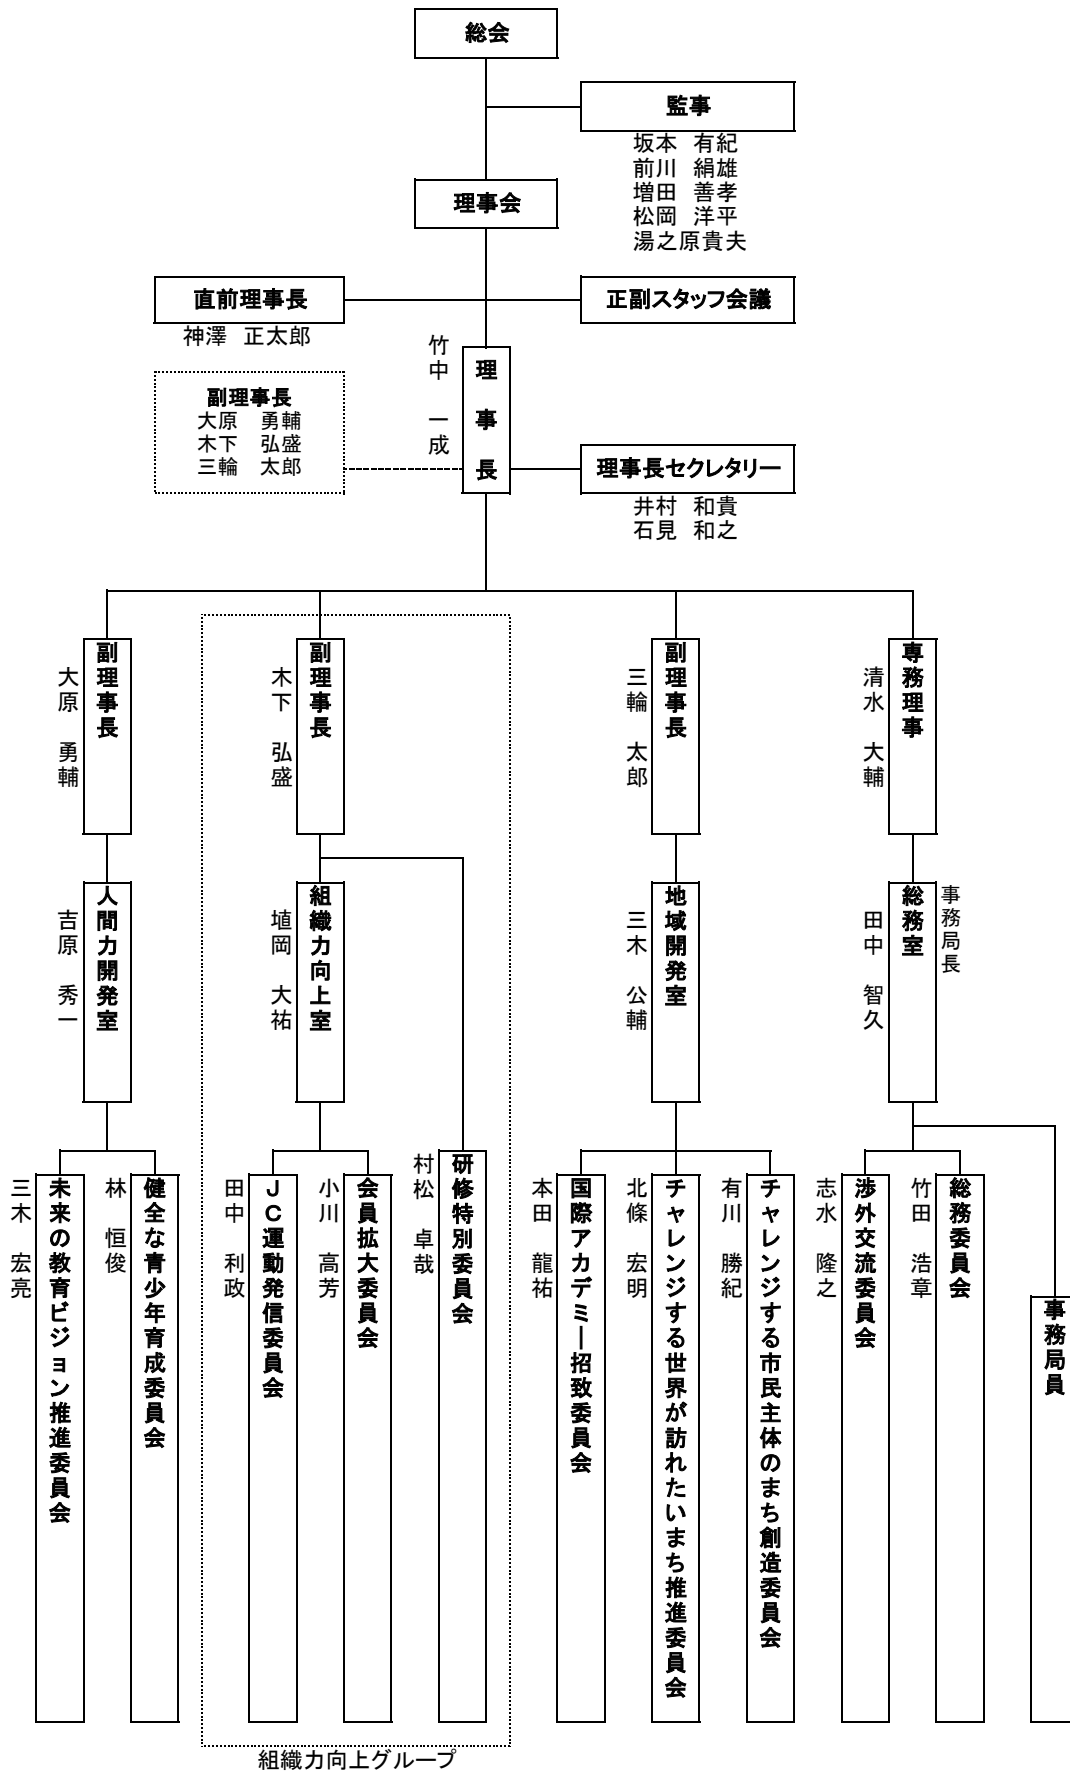 総会
監事
坂本 有紀
前川 絹雄
増田 善孝
松岡 洋平
湯之原貴夫
理事会
直前理事長
神澤 正太郎
正副スタッフ会議
理事長
竹中 一成
副理事長
大原 勇輔
木下 弘盛
三輪 太郎
理事長セクレタリー
井村 和貴
石見 和之
副理事長
大原 勇輔
副理事長
木下 弘盛
副理事長
三輪 太郎
専務理事
清水 大輔
人間力開発室
吉原 秀一
組織力向上室
埴岡 大祐
地域開発室
三木 公輔
事務局長
総務室
田中 智久
未来の教育ビジョン推進委員会
三木 宏亮
健全な青少年育成委員会
林 恒俊
ＪＣ運動発信委員会
田中 利政
会員拡大委員会
小川 高芳
研修特別委員会
村松 卓哉
国際アカデミー招致委員会
本田 龍祐
チャレンジする世界が訪れたいまち推進委員会
北條 宏明
チャレンジする市民主体のまち創造委員会
有川 勝紀
渉外交流委員会
志水 隆之
総務委員会
竹田 浩章
事務局員
組織力向上グループ